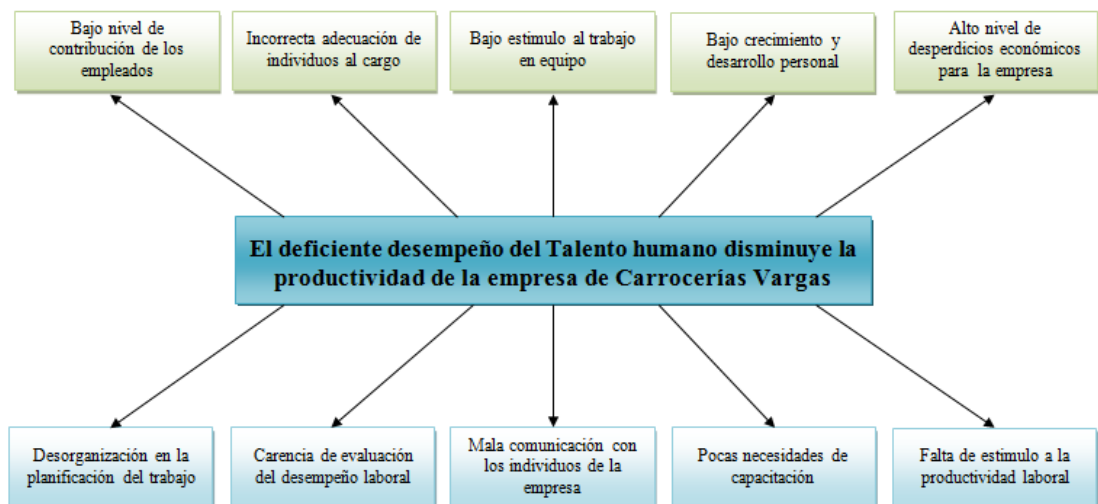 Bajo nivel de
contribución de los
empleados
Incorrecta adecuación de
individuos al cargo
Bajo estimulo al trabajo
en equipo
Bajo crecimiento y
desarrollo personal
Alto nivel de
desperdicios económicos
para la empresa
El deficiente desempeño del Talento humano disminuye la
productividad de la empresa de Carrocerías Vargas
Desorganización en la
planificación del trabajo
Carencia de evaluación
del desempeño laboral
Mala comunicación con
los individuos de la
empresa
Pocas necesidades de
capacitación
Falta de estimulo a la
productividad laboral